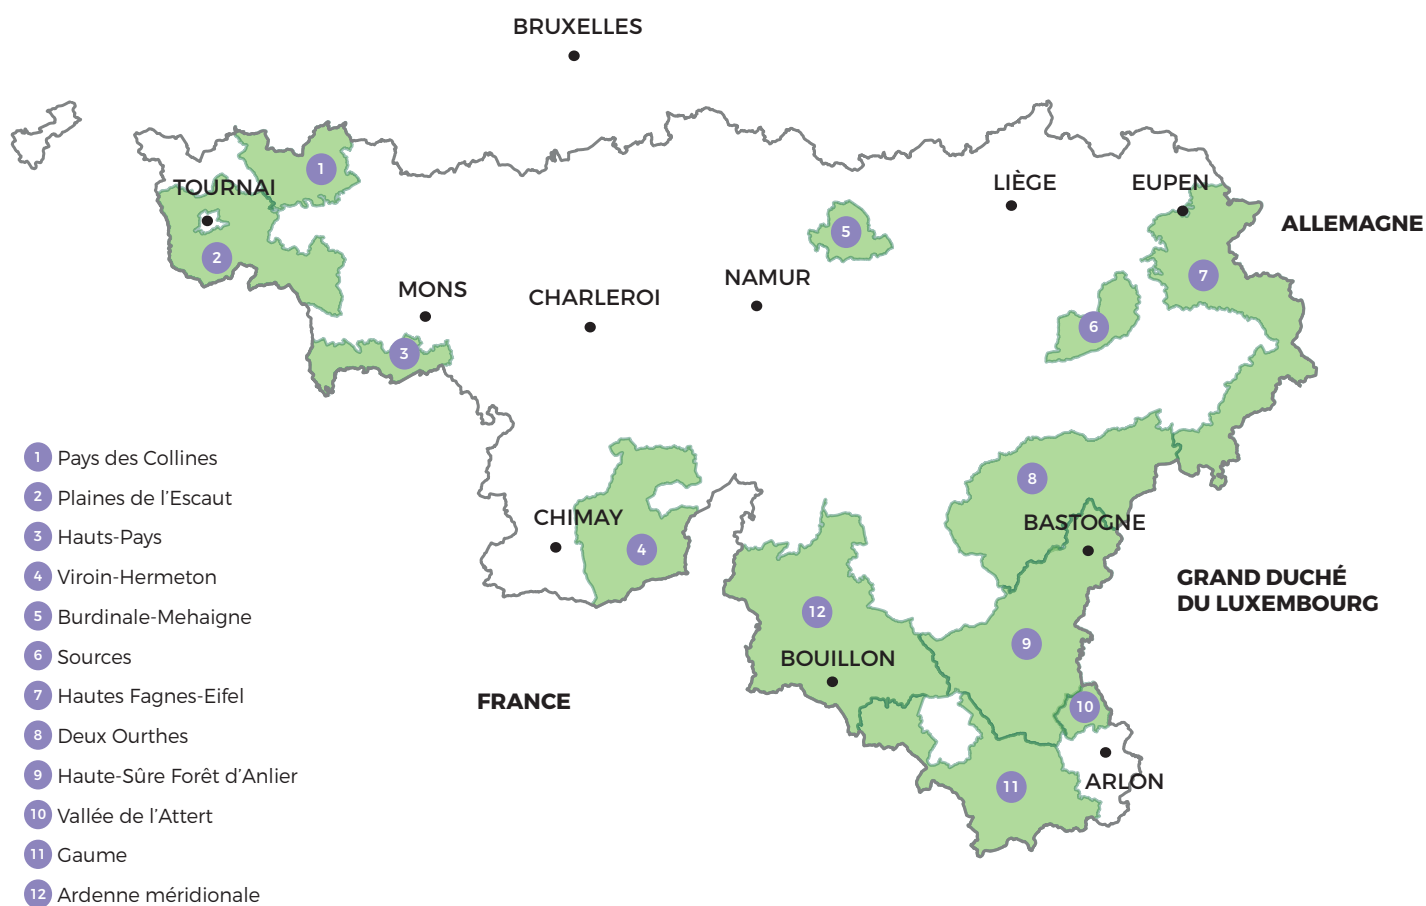 BRUXELLES
1
TOURNAI
LIÈGE
EUPEN
ALLEMAGNE
5
2
7
MONS
CHARLEROI
NAMUR
6
3
8
CHIMAY
BASTOGNE
4
GRAND DUCHÉ
DU LUXEMBOURG
12
9
BOUILLON
FRANCE
10
ARLON
11
1 Pays des Collines
2 Plaines de l'Escaut
3 Hauts-Pays
4 Viroin-Hermeton
5 Burdinale-Mehaigne
6 Sources
7 Hautes Fagnes-Eifel
8 Deux Ourthes
9 Haute-Sûre Forêt d'Anlier
10 Vallée de l'Attert
11 Gaume
12 Ardenne méridionale